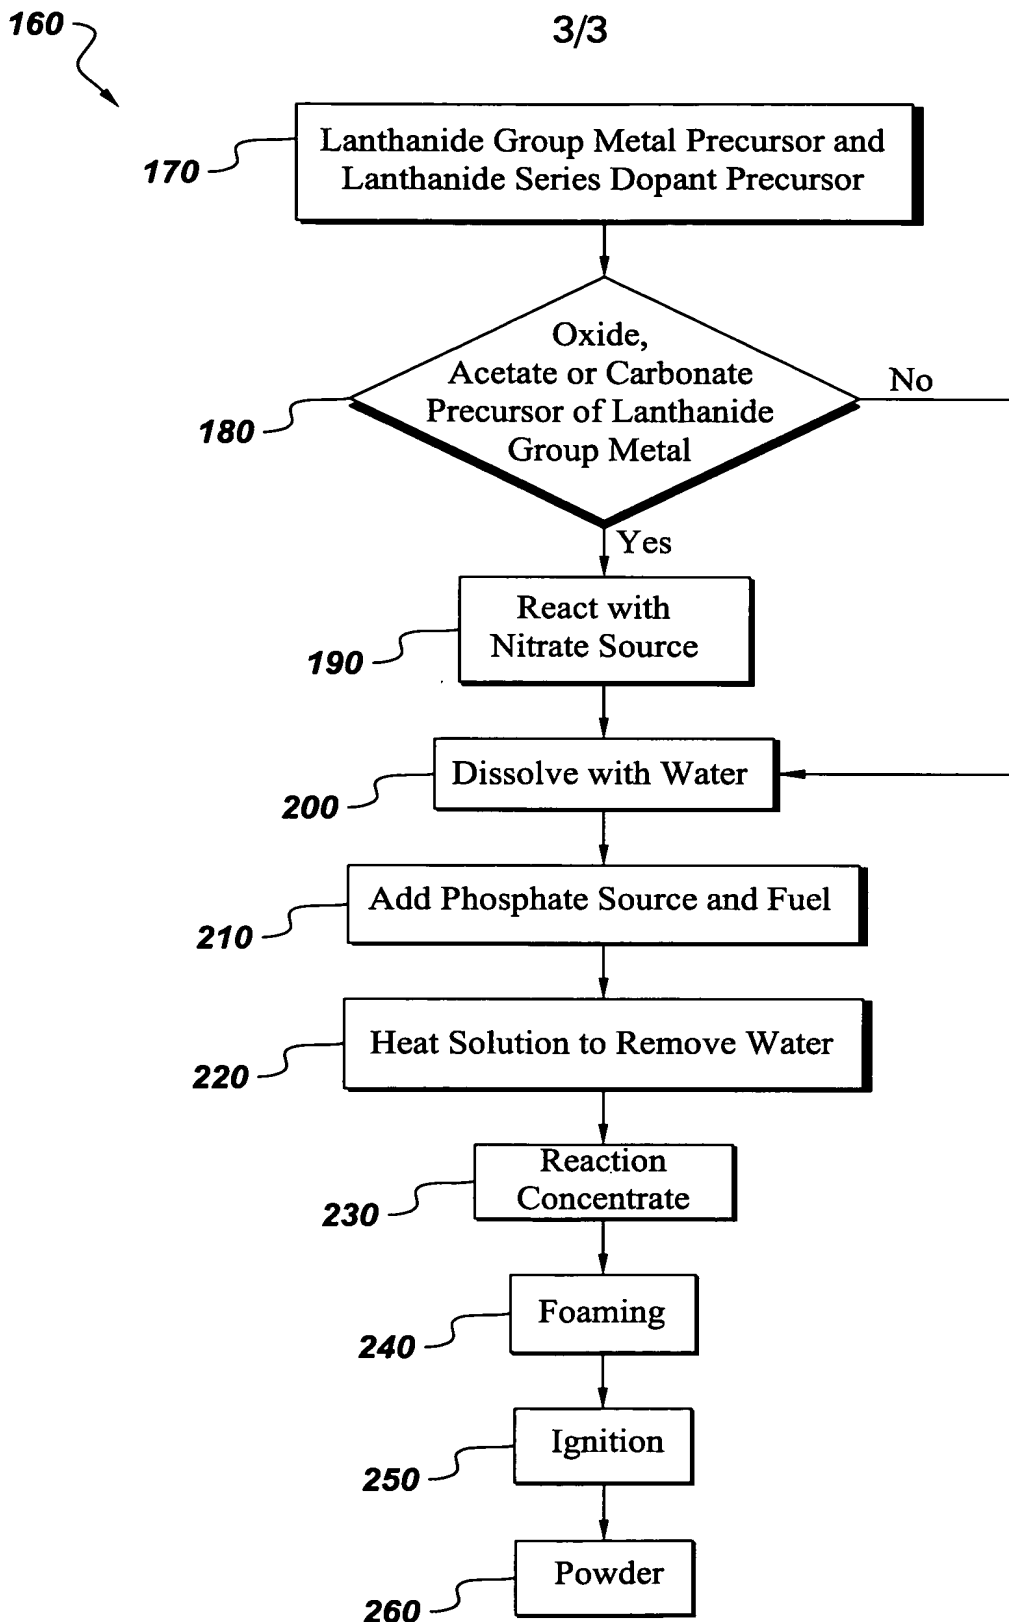 160
3/3
170
Lanthanide Group Metal Precursor and
Lanthanide Series Dopant Precursor
180
Oxide,
Acetate or Carbonate
Precursor of Lanthanide
Group Metal
No
Yes
190
React with
Nitrate Source
200
Dissolve with Water
210
Add Phosphate Source and Fuel
220
Heat Solution to Remove Water
230
Reaction
Concentrate
240
Foaming
250
Ignition
260
Powder